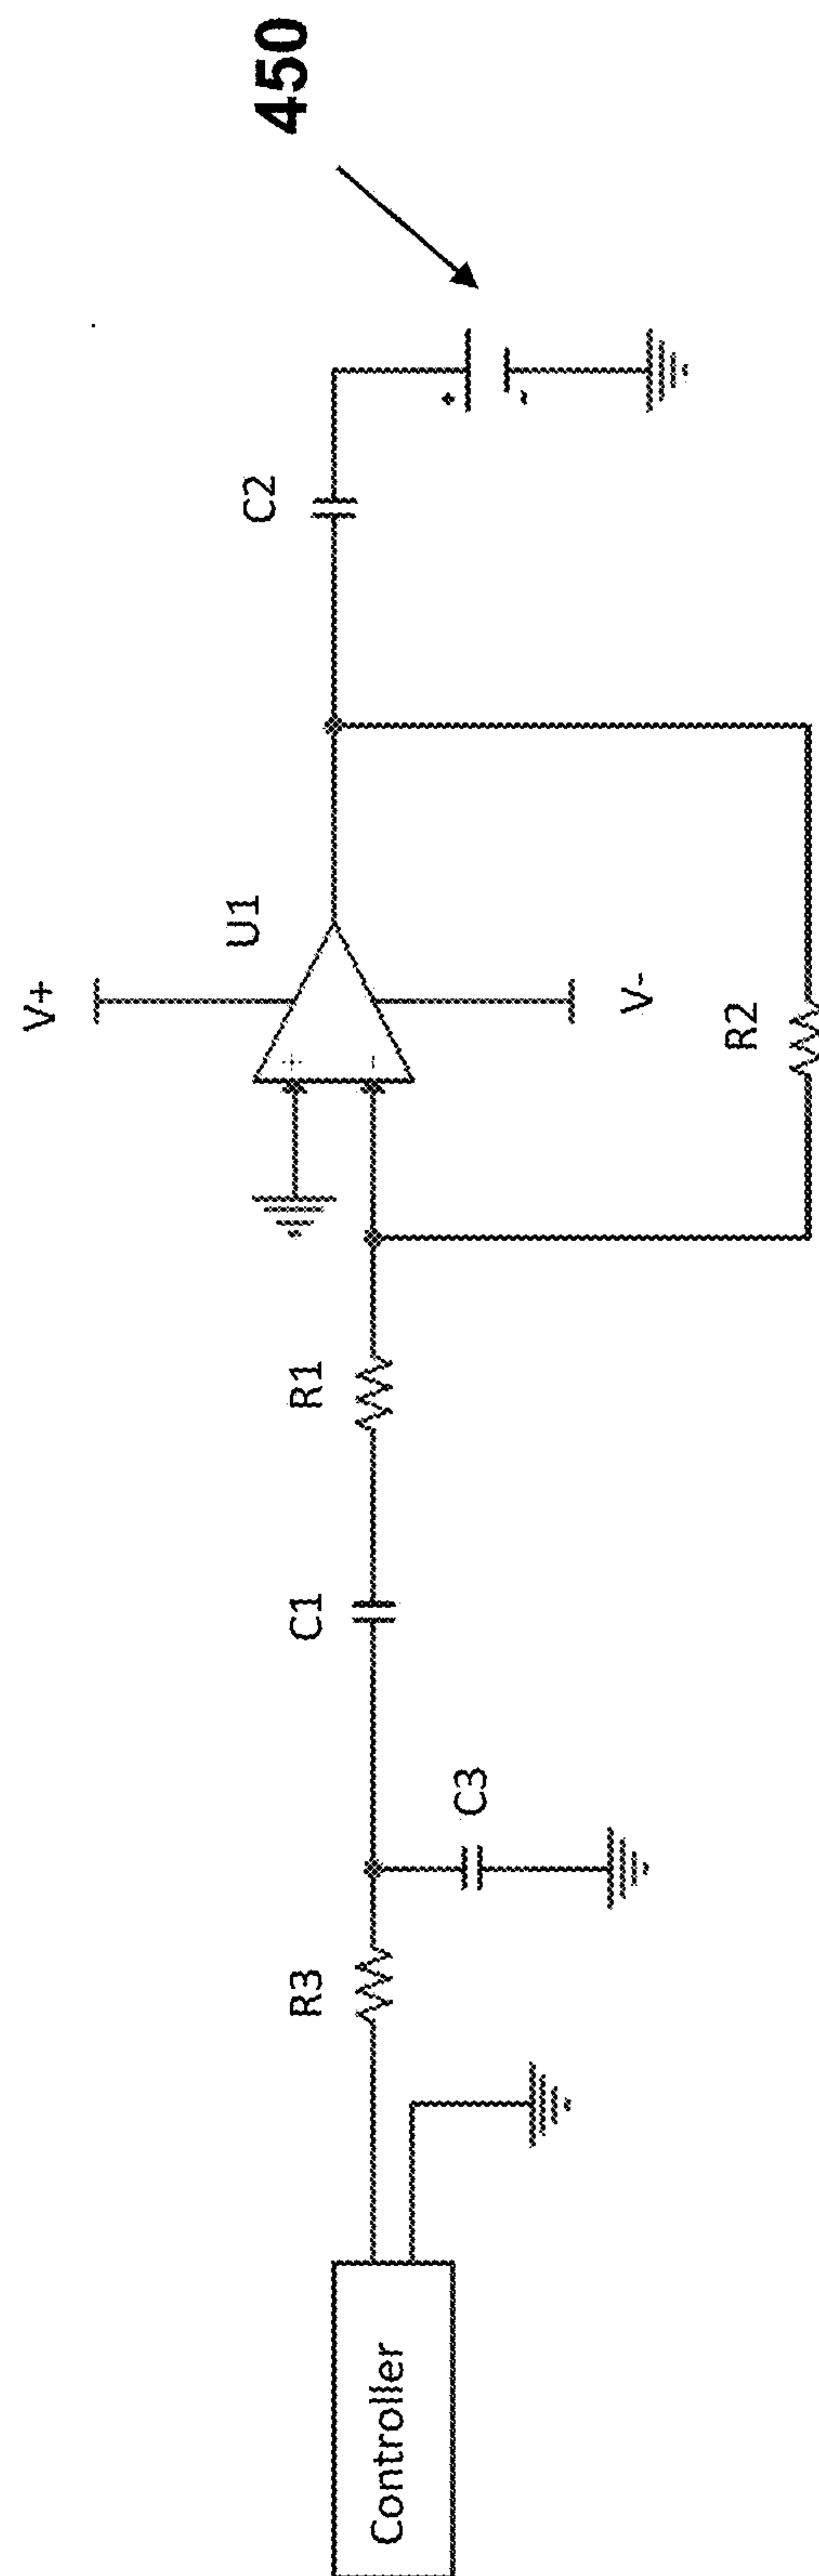 Controller
R3
C3
C1
R1
+
-
V+
U1
V-
R2
C2
+
-
450